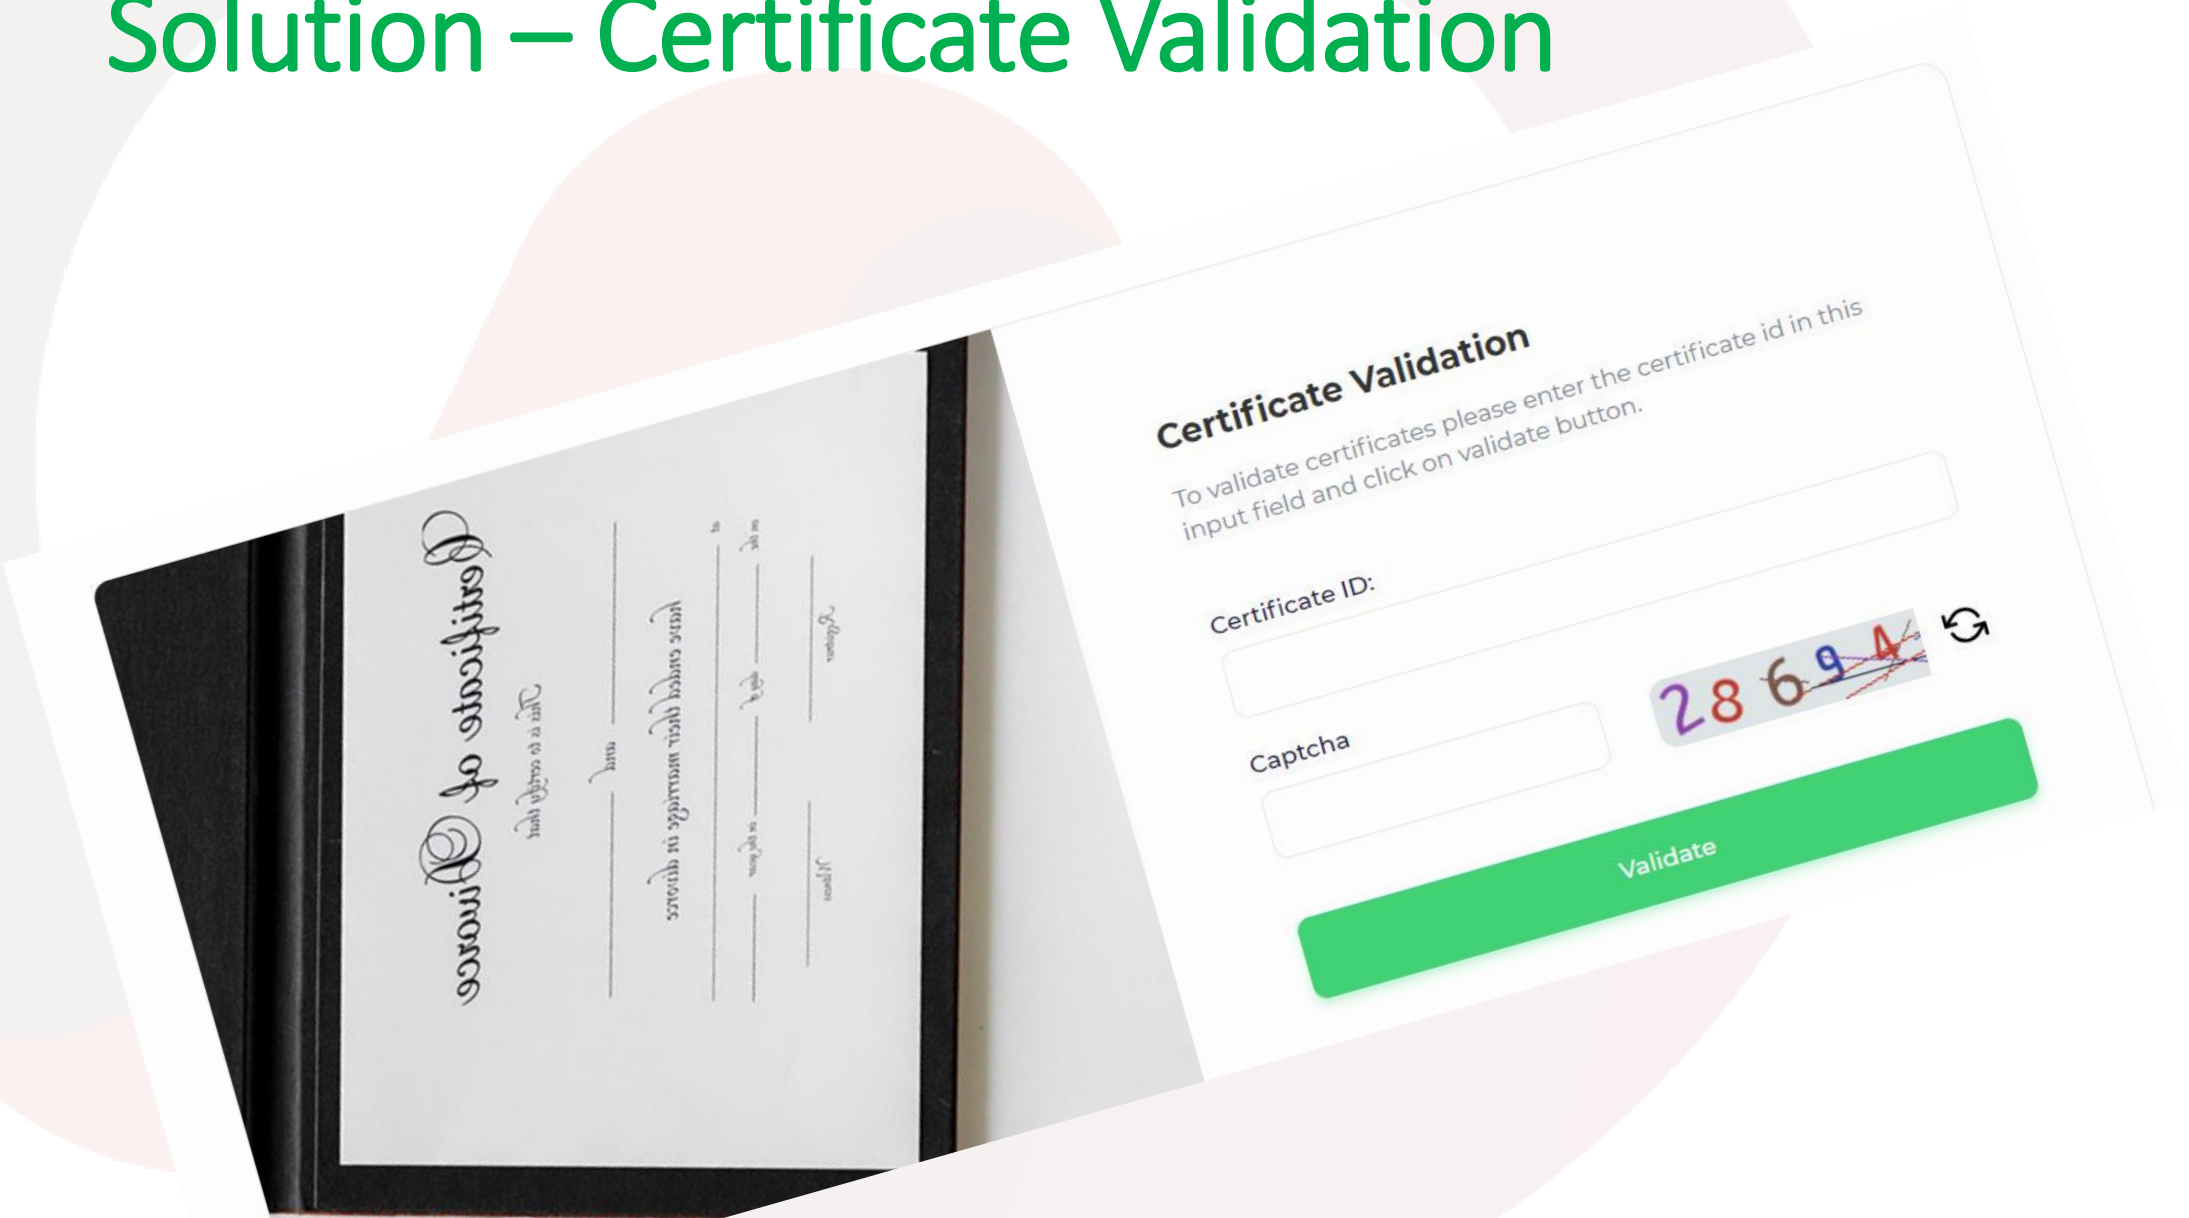 Solution – Certificate Validation
Certificate Validation
To validate certificates please enter the certificate id in this
input field and click on validate button.
Certificate ID:
Captcha
28694
Validate
Certificate of Divorce
This is to certify that
and
have ended their marriage in divorce